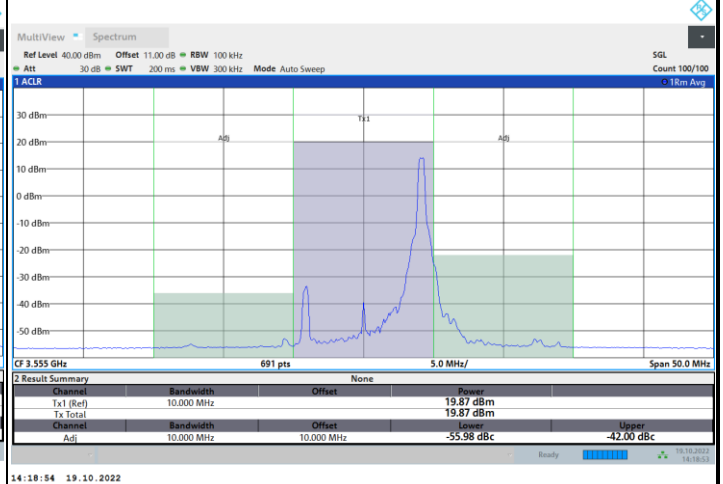 MultiView Spectrum
Ref Level 40.00 dBm Offset 11.00 dB RBW 100 kHz SGL
Att 30 dB SWT 200 ms VBW 300 kHz Mode Auto Sweep Count 100/100
1 ACLR 1Rm Avg
30 dBm
Tx1
20 dBm Adj Adj
10 dBm
0 dBm
-10 dBm
-20 dBm
-30 dBm
-40 dBm
-50 dBm
CF 3.555 GHz 691 pts 5.0 MHz/ Span 50.0 MHz
2 Result Summary None
Channel Bandwidth Offset Power
Tx1 (Ref) 10.000 MHz 19.87 dBm
Tx Total 19.87 dBm
Channel Bandwidth Offset Lower Upper
Adj 10.000 MHz 10.000 MHz -55.98 dBc -42.00 dBc
Ready 19.10.2022
14:18:53
14:18:54 19.10.2022